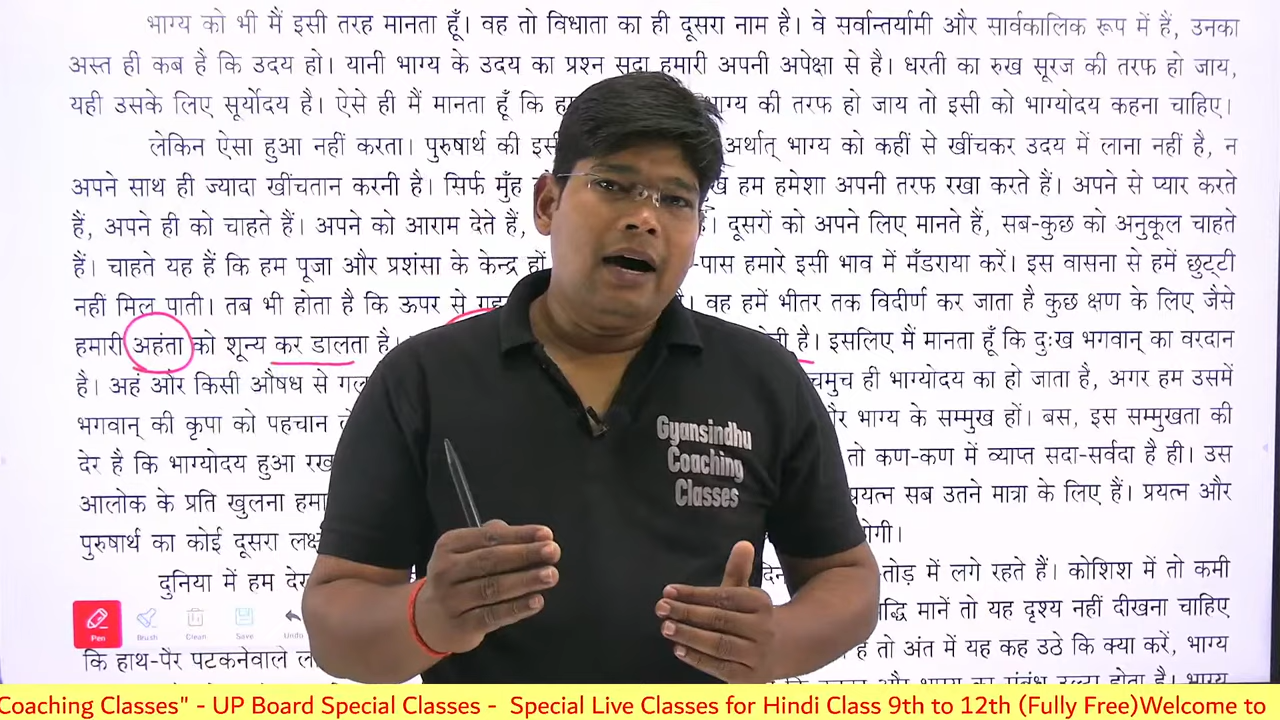 भाग्य को भी मैं इसी तरह मानता हूँ। वह तो विधाता का ही दूसरा नाम है। वे सर्वान्तर्यामी और सार्वकालिक रूप में हैं, उनका
अस्त ही कब है कि उदय हो। यानी भाग्य के उदय का प्रश्न सदा हमारी अपनी अपेक्षा से है। धरती का रुख सूरज की तरफ हो जाय,
यही उसके लिए सूर्योदय है। ऐसे ही मैं मानता हूँ कि भाग्य की तरफ हो जाय तो इसी को भाग्योदय कहना चाहिए।
लेकिन ऐसा हुआ नहीं करता। पुरुषार्थ की अर्थात् भाग्य को कहीं से खींचकर उदय में लाना नहीं है, न
अपने साथ ही ज्यादा खींचतान करनी है। सिर्फ मुँह हम हमेशा अपनी तरफ रखा करते हैं। अपने से प्यार करते
हैं, अपने ही को चाहते हैं। अपने को आराम देते हैं, दूसरों को अपने लिए मानते हैं, सब-कुछ को अनुकूल चाहते
हैं। चाहते यह हैं कि हम पूजा और प्रशंसा के केन्द्र हों -पास हमारे इसी भाव में मँडराया करें। इस वासना से हमें छुट्टी
नहीं मिल पाती। तब भी होता है कि ऊपर से वह हमें भीतर तक विदीर्ण कर जाता है कुछ क्षण के लिए जैसे
हमारी अहंता को शून्य कर डालता है। है। इसलिए मैं मानता हूँ कि दुःख भगवान् का वरदान
है। अहं और किसी औषध से ही भाग्योदय का हो जाता है, अगर हम उसमें
भगवान् की कृपा को पहचान भाग्य के सम्मुख हों। बस, इस सम्मुखता की
देर है कि भाग्योदय हुआ तो कण-कण में व्याप्त सदा-सर्वदा है ही। उस
आलोक के प्रति खुलना प्रयत्न सब उतने मात्रा के लिए हैं। प्रयत्न और
पुरुषार्थ का कोई दूसरा
दुनिया में हम तोड़ में लगे रहते हैं। कोशिश में तो कमी
मानें तो यह दृश्य नहीं दीखना चाहिए
कि हाथ-पैर पटकनेवाले तो अंत में यह कह उठे कि क्या करें, भाग्य
Pen Brush Clean Save Undo
Gyansindhu
Coaching
Classes
Coaching Classes" - UP Board Special Classes - Special Live Classes for Hindi Class 9th to 12th (Fully Free)Welcome to